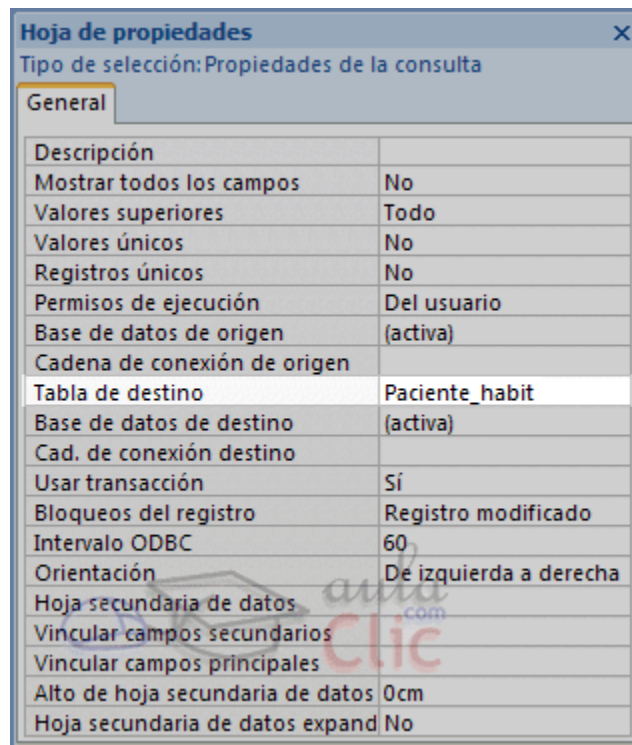 Hoja de propiedades
Tipo de selección: Propiedades de la consulta
General
Descripción
Mostrar todos los campos No
Valores superiores Todo
Valores únicos No
Registros únicos No
Permisos de ejecución Del usuario
Base de datos de origen (activa)
Cadena de conexión de origen
Tabla de destino Paciente_habit
Base de datos de destino (activa)
Cad. de conexión destino
Usar transacción Sí
Bloqueos del registro Registro modificado
Intervalo ODBC 60
Orientación De izquierda a derecha
Hoja secundaria de datos
Vincular campos secundarios
Vincular campos principales
Alto de hoja secundaria de datos 0cm
Hoja secundaria de datos expand No
aula
.com
Clic